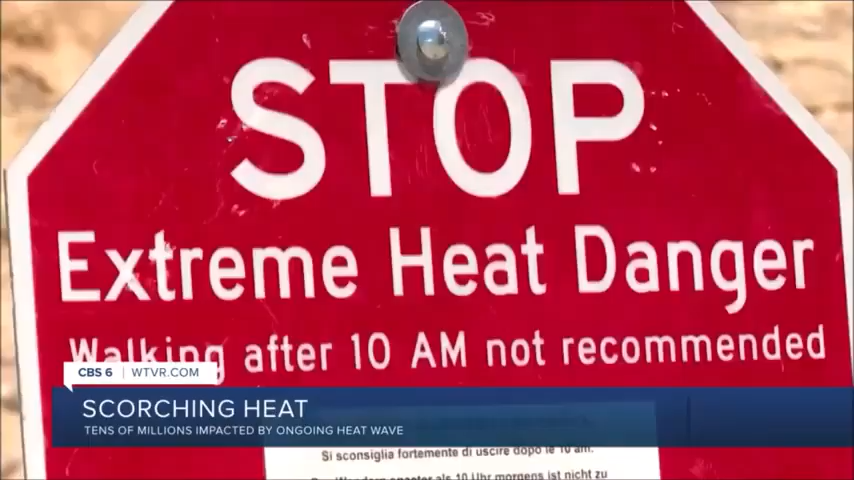 STOP
Extreme Heat Danger
Walking after 10 AM not recommended
CBS 6 | WTVR.COM
SCORCHING HEAT
TENS OF MILLIONS IMPACTED BY ONGOING HEAT WAVE
Si sconsiglia fortemente di uscire dopo le 10 am.
als 10 Uhr morgens ist nicht zu